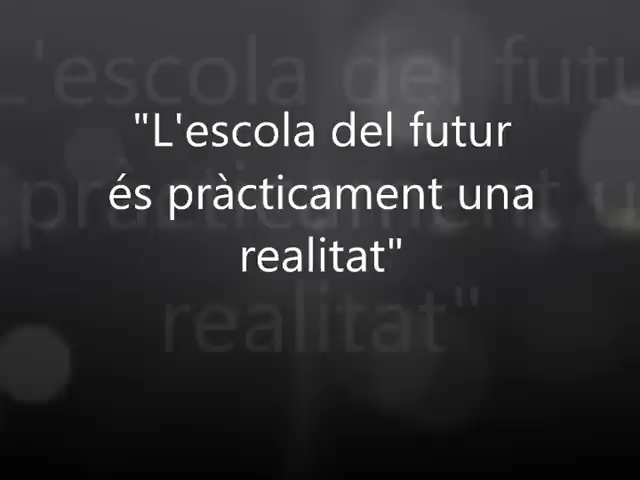 "L'escola del futur
és pràcticament una
realitat"